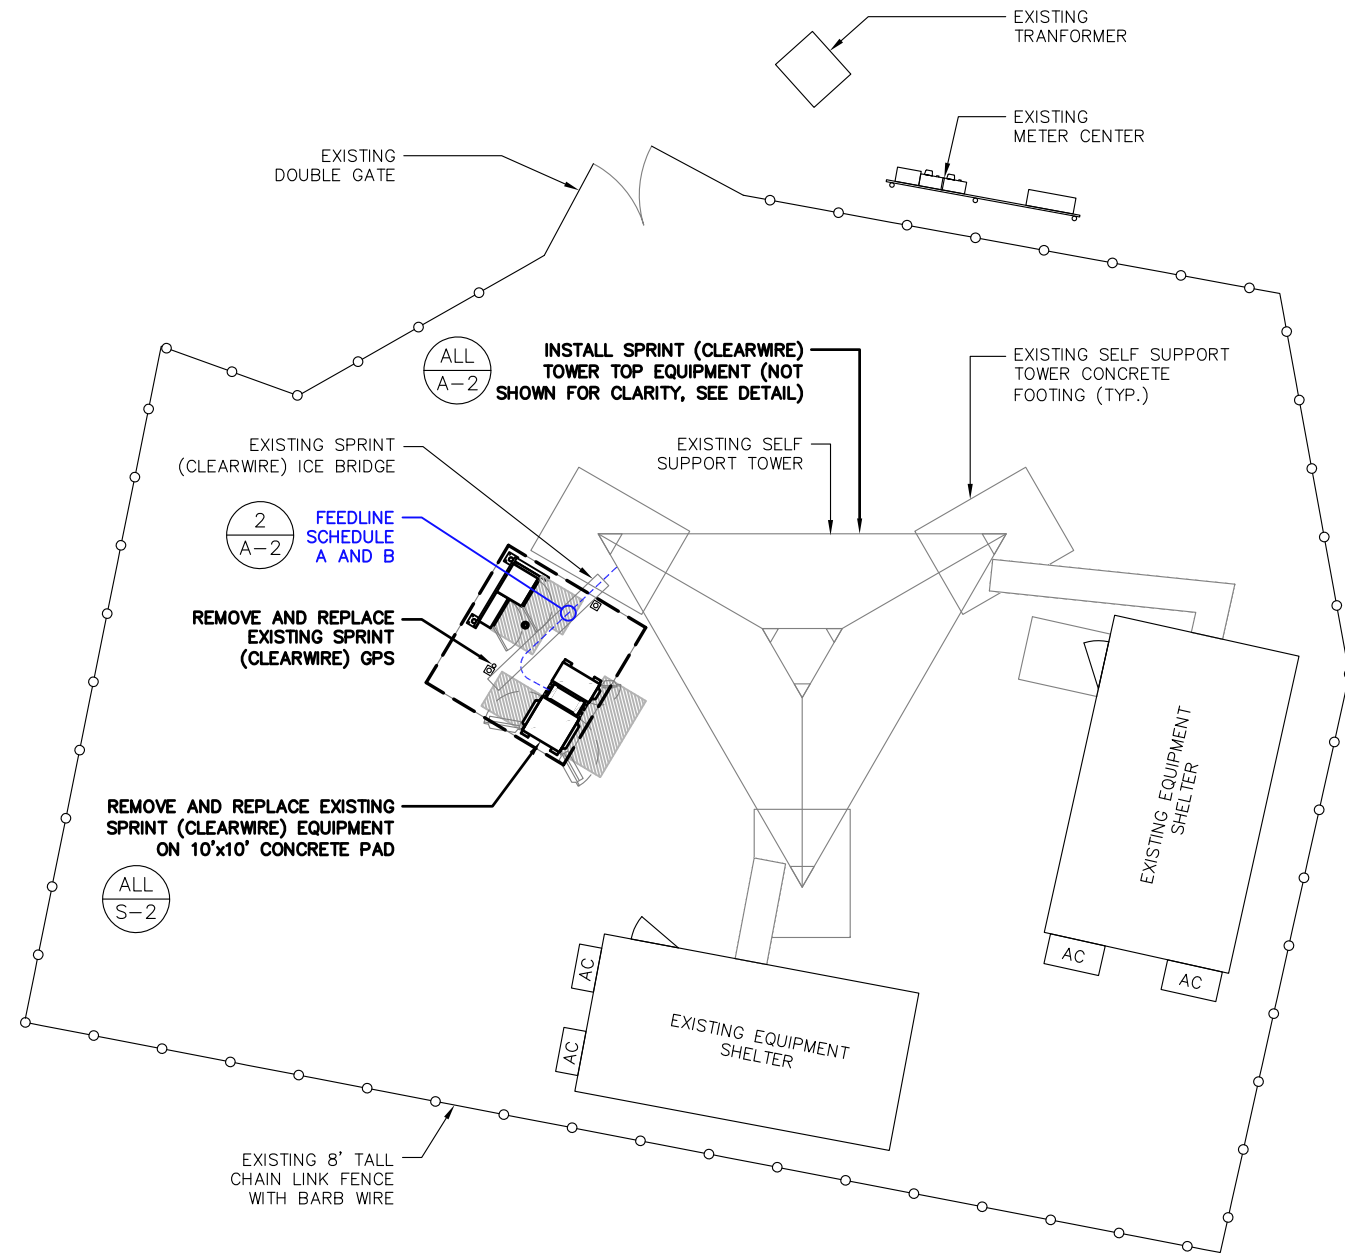 EXISTING
TRANFORMER
EXISTING
METER CENTER
EXISTING
DOUBLE GATE
ALL
A-2
INSTALL SPRINT (CLEARWIRE)
TOWER TOP EQUIPMENT (NOT
SHOWN FOR CLARITY, SEE DETAIL)
EXISTING SELF SUPPORT
TOWER CONCRETE
FOOTING (TYP.)
EXISTING SPRINT
(CLEARWIRE) ICE BRIDGE
EXISTING SELF
SUPPORT TOWER
2
A-2
FEEDLINE
SCHEDULE
A AND B
REMOVE AND REPLACE
EXISTING SPRINT
(CLEARWIRE) GPS
REMOVE AND REPLACE EXISTING
SPRINT (CLEARWIRE) EQUIPMENT
ON 10'x10' CONCRETE PAD
ALL
S-2
EXISTING EQUIPMENT
SHELTER
AC
AC
AC
AC
EXISTING EQUIPMENT
SHELTER
EXISTING 8' TALL
CHAIN LINK FENCE
WITH BARB WIRE